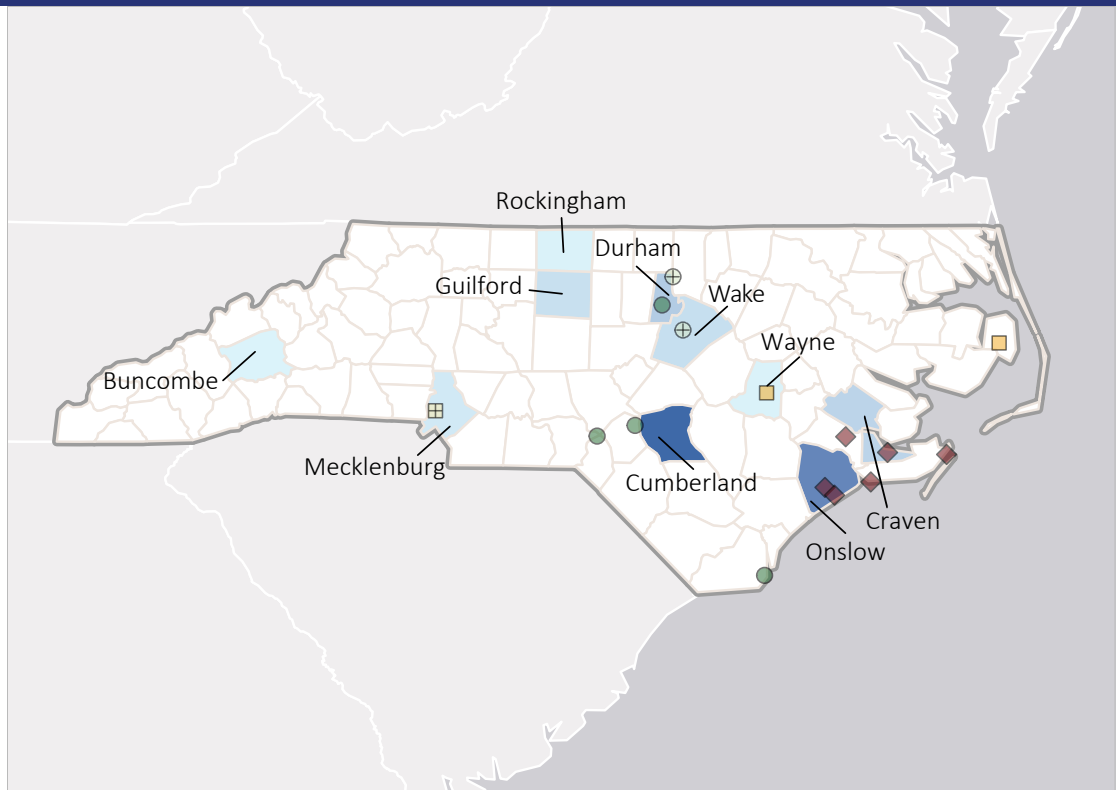 Rockingham
Durham
Guilford
Wake
Wayne
Buncombe
Mecklenburg
Cumberland
Craven
Onslow